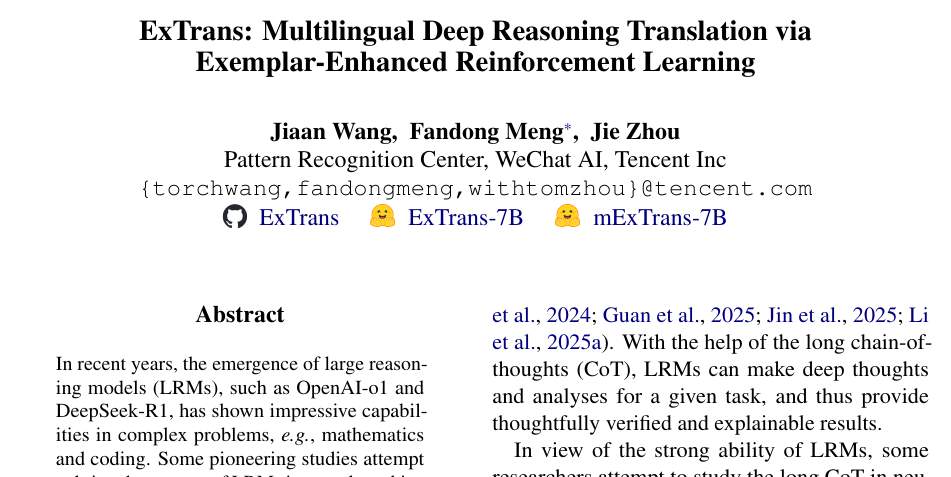 ExTrans: Multilingual Deep Reasoning Translation via
Exemplar-Enhanced Reinforcement Learning
Jiaan Wang, Fandong Meng*, Jie Zhou
Pattern Recognition Center, WeChat AI, Tencent Inc
{torchwang,fandongmeng,withtomzhou}@tencent.com
ExTrans ExTrans-7B mExTrans-7B
Abstract
In recent years, the emergence of large reason-
ing models (LRMs), such as OpenAI-o1 and
DeepSeek-R1, has shown impressive capabil-
ities in complex problems, e.g., mathematics
and coding. Some pioneering studies attempt
et al., 2024; Guan et al., 2025; Jin et al., 2025; Li
et al., 2025a). With the help of the long chain-of-
thoughts (CoT), LRMs can make deep thoughts
and analyses for a given task, and thus provide
thoughtfully verified and explainable results.
In view of the strong ability of LRMs, some
researchers attempt to study the long CoT in neu-